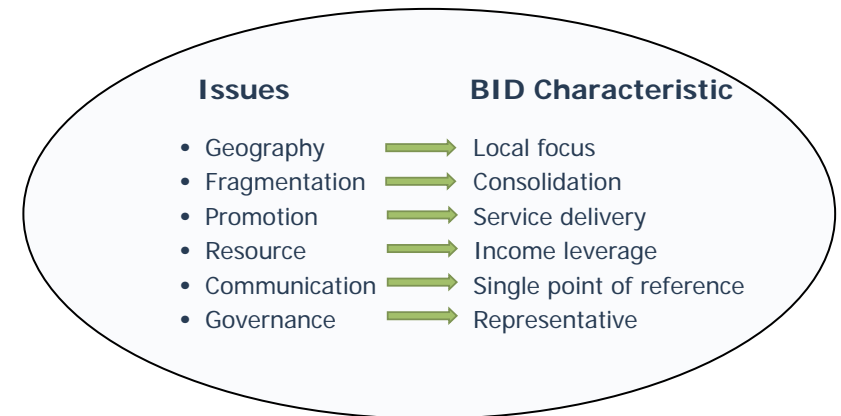 Issues BID Characteristic
• Geography Local focus
• Fragmentation Consolidation
• Promotion Service delivery
• Resource Income leverage
• Communication Single point of reference
• Governance Representative